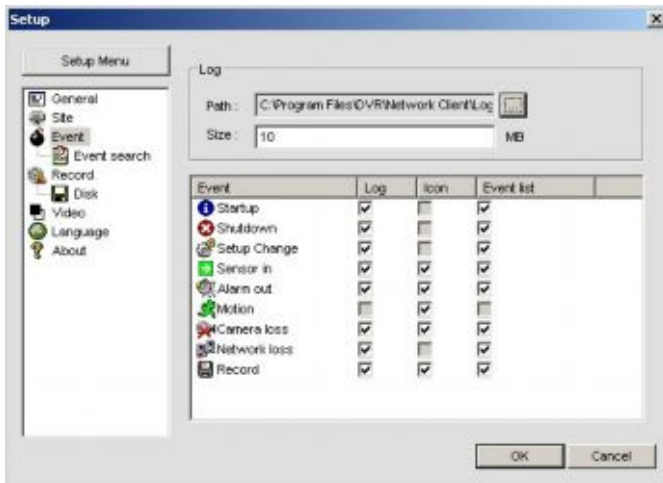 Setup
Setup Menu
General
Site
Event
Event search
Record
Disk
Video
Language
About
Log
Path : C:\Program Files\DVR\Network Client\Log
Size : 10 MB
Event Log Icon Event list
Startup
Shutdown
Setup Change
Sensor in
Alarm out
Motion
Camera loss
Network loss
Record
OK Cancel